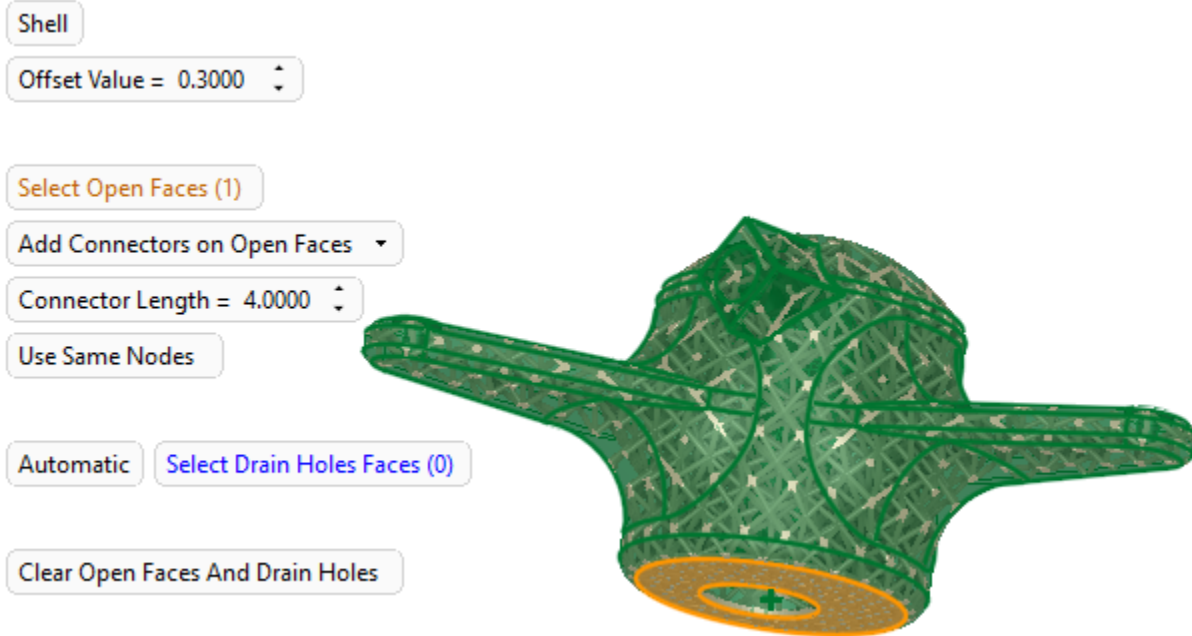 Shell
Offset Value = 0.3000
Select Open Faces (1)
Add Connectors on Open Faces
Connector Length = 4.0000
Use Same Nodes
Automatic Select Drain Holes Faces (0)
Clear Open Faces And Drain Holes